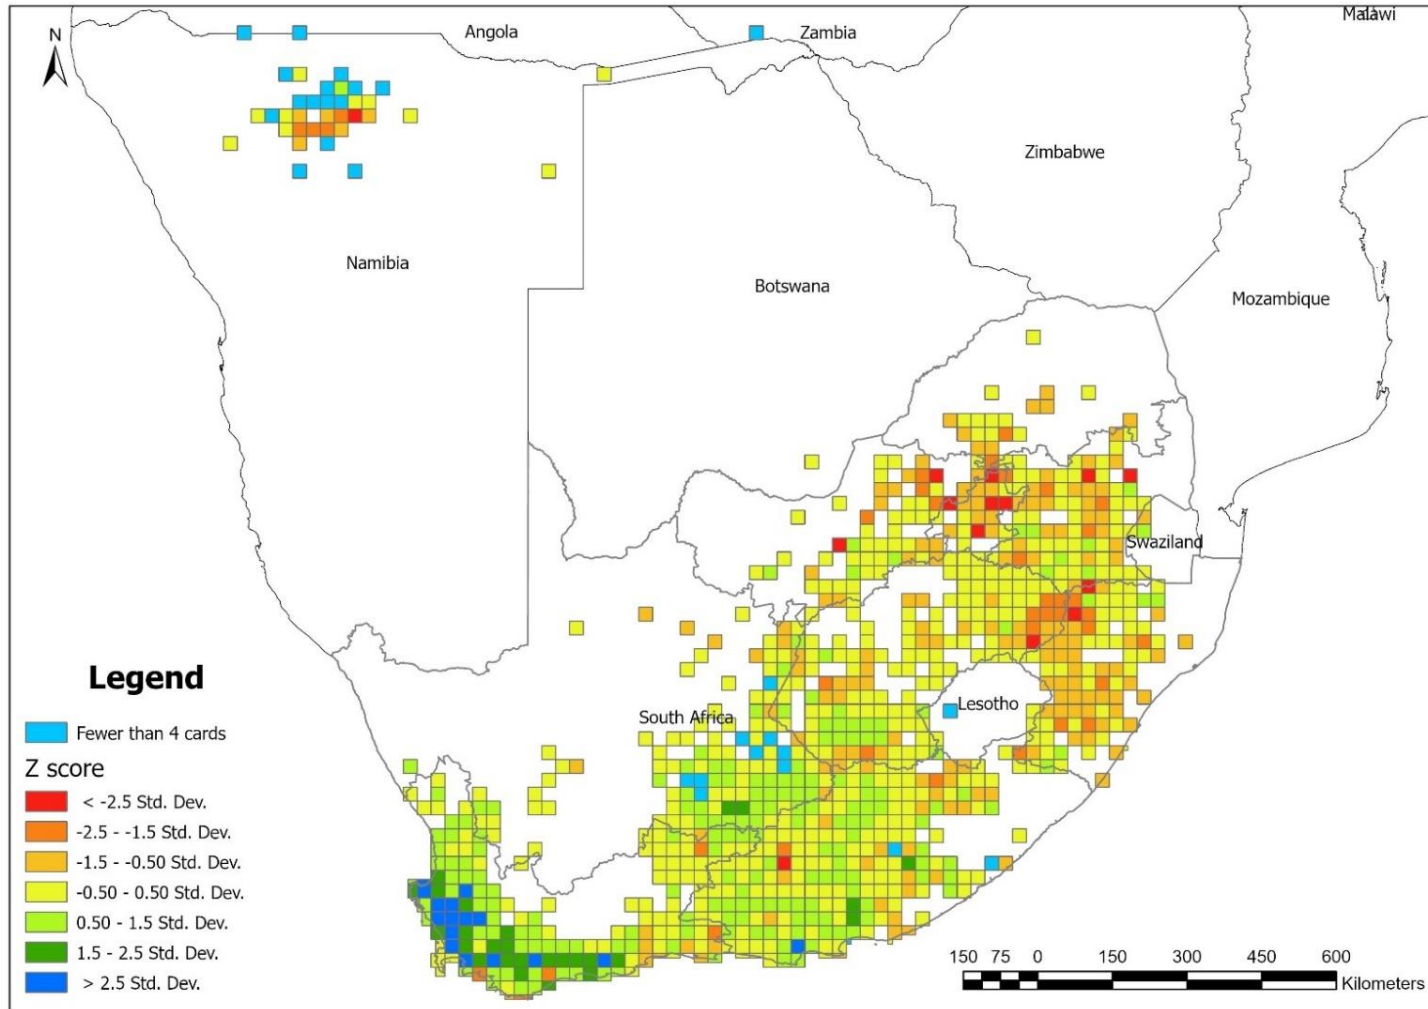 Malawi
N
Angola
Zambia
Zimbabwe
Namibia
Botswana
Mozambique
Swaziland
Lesotho
South Africa
Legend
Fewer than 4 cards
Z score
< -2.5 Std. Dev.
-2.5 - -1.5 Std. Dev.
-1.5 - -0.50 Std. Dev.
-0.50 - 0.50 Std. Dev.
0.50 - 1.5 Std. Dev.
1.5 - 2.5 Std. Dev.
> 2.5 Std. Dev.
150 75 0 150 300 450 600
Kilometers